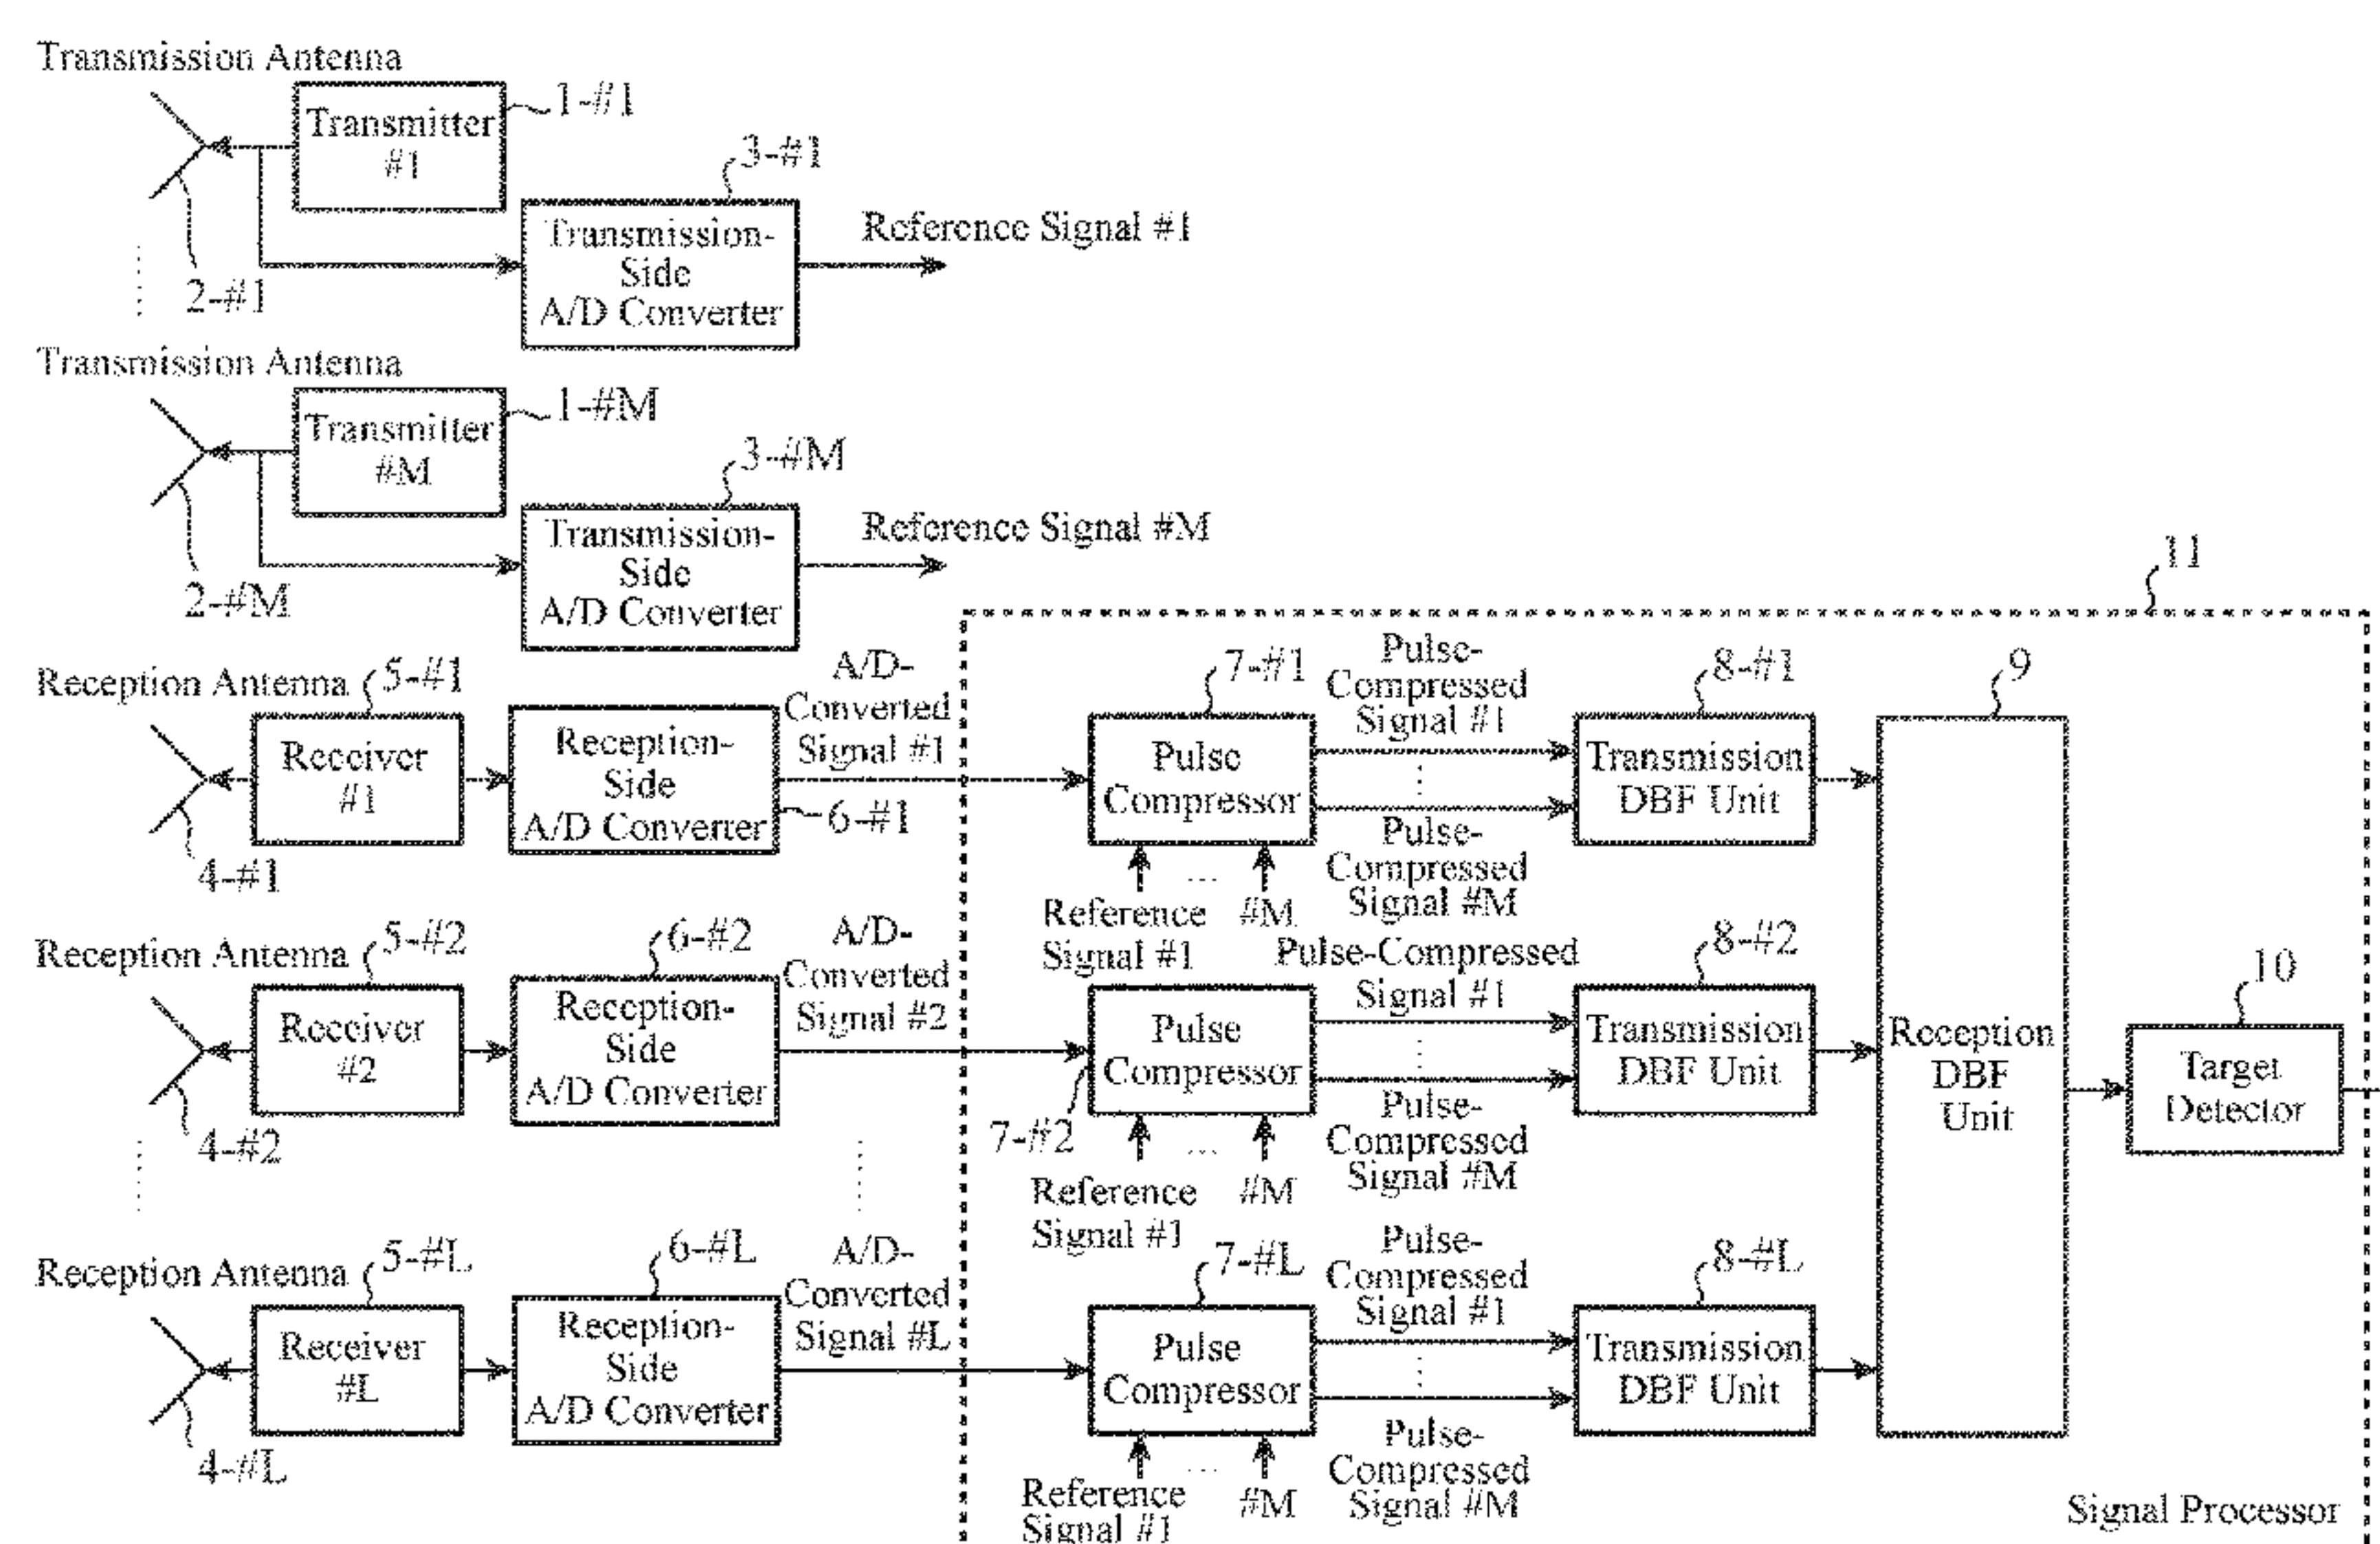 Transmission Antenna
Transmitter
#1
1-#1
2-#1
3-#1
Transmission-
Side
A/D Converter
Reference Signal #1
Transmission Antenna
Transmitter
#M
1-#M
2-#M
3-#M
Transmission-
Side
A/D Converter
Reference Signal #M
11
Reception Antenna
5-#1
Receiver
#1
4-#1
Reception-
Side
A/D Converter
6-#1
A/D-
Converted
Signal #1
7-#1
Pulse
Compressor
Reference
Signal #1
...
#M
Pulse-
Compressed
Signal #1
Pulse-
Compressed
Signal #M
8-#1
Transmission
DBF Unit
9
Reception
DBF
Unit
10
Target
Detector
Reception Antenna
5-#2
Receiver
#2
4-#2
6-#2
Reception-
Side
A/D Converter
A/D-
Converted
Signal #2
Pulse
Compressor
7-#2
Reference
Signal #1
...
#M
Pulse-Compressed
Signal #1
Pulse-
Compressed
Signal #M
8-#2
Transmission
DBF Unit
Reception Antenna
5-#L
Receiver
#L
4-#L
6-#L
Reception-
Side
A/D Converter
A/D-
Converted
Signal #L
7-#L
Pulse
Compressor
Reference
Signal #1
...
#M
Pulse-
Compressed
Signal #1
Pulse-
Compressed
Signal #M
8-#L
Transmission
DBF Unit
Signal Processor